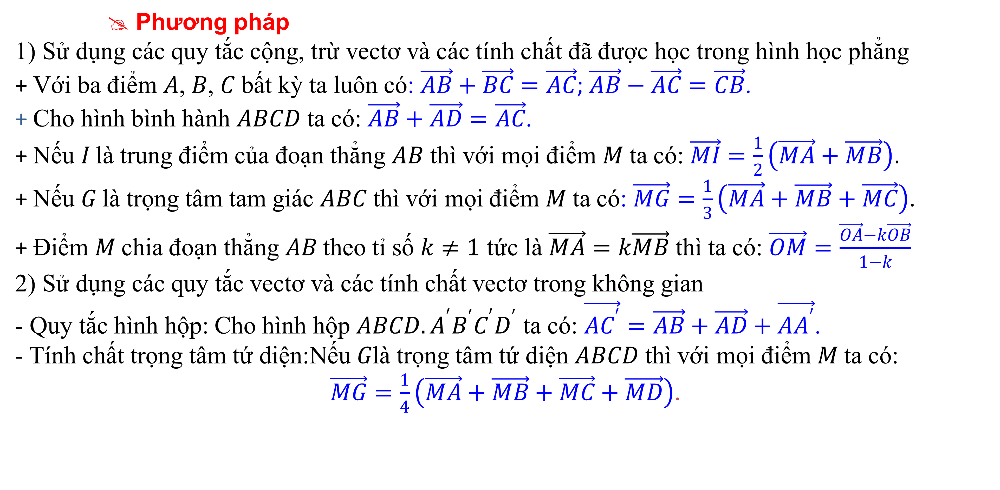 Phương pháp
1) Sử dụng các quy tắc cộng, trừ vectơ và các tính chất đã được học trong hình học phẳng
+ Với ba điểm $A, B, C$ bất kỳ ta luôn có: $\overrightarrow{AB} + \overrightarrow{BC} = \overrightarrow{AC}; \overrightarrow{AB} - \overrightarrow{AC} = \overrightarrow{CB}.$
+ Cho hình bình hành $ABCD$ ta có: $\overrightarrow{AB} + \overrightarrow{AD} = \overrightarrow{AC}.$
+ Nếu $I$ là trung điểm của đoạn thẳng $AB$ thì với mọi điểm $M$ ta có: $\overrightarrow{MI} = \frac{1}{2}(\overrightarrow{MA} + \overrightarrow{MB}).$
+ Nếu $G$ là trọng tâm tam giác $ABC$ thì với mọi điểm $M$ ta có: $\overrightarrow{MG} = \frac{1}{3}(\overrightarrow{MA} + \overrightarrow{MB} + \overrightarrow{MC}).$
+ Điểm $M$ chia đoạn thẳng $AB$ theo tỉ số $k \neq 1$ tức là $\overrightarrow{MA} = k\overrightarrow{MB}$ thì ta có: $\overrightarrow{OM} = \frac{\overrightarrow{OA} - k\overrightarrow{OB}}{1-k}$
2) Sử dụng các quy tắc vectơ và các tính chất vectơ trong không gian
- Quy tắc hình hộp: Cho hình hộp $ABCD.A'B'C'D'$ ta có: $\overrightarrow{AC'} = \overrightarrow{AB} + \overrightarrow{AD} + \overrightarrow{AA'}.$
- Tính chất trọng tâm tứ diện:Nếu $G$là trọng tâm tứ diện $ABCD$ thì với mọi điểm $M$ ta có:
$\overrightarrow{MG} = \frac{1}{4}(\overrightarrow{MA} + \overrightarrow{MB} + \overrightarrow{MC} + \overrightarrow{MD}).$